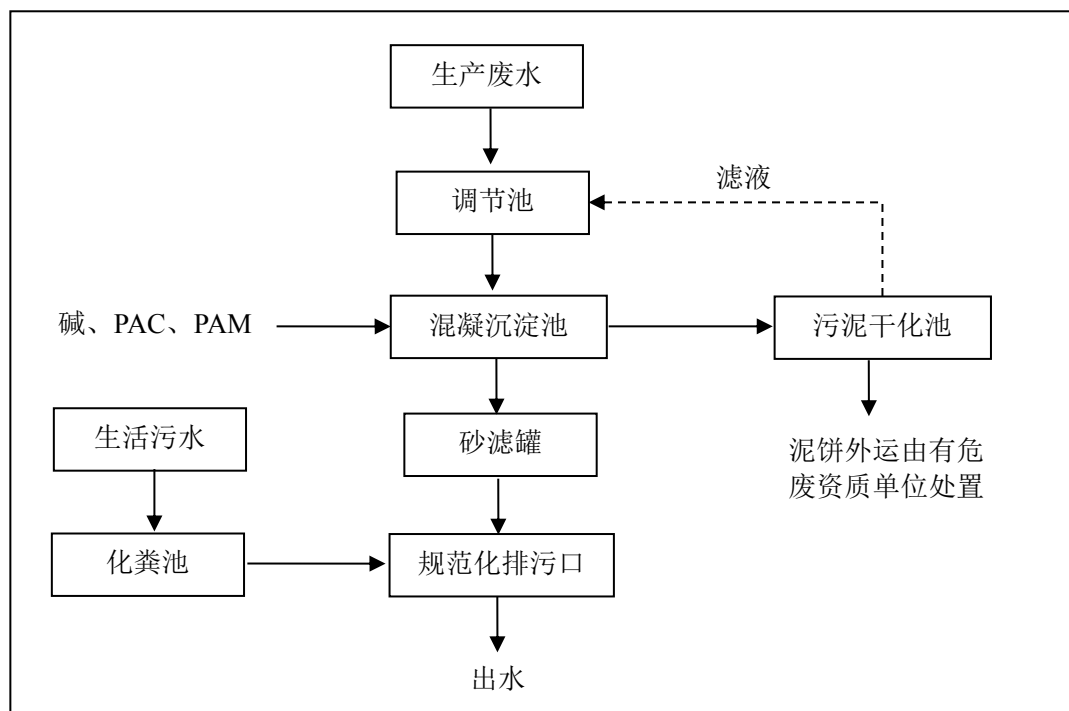 生产废水
滤液
调节池
碱、PAC、PAM
混凝沉淀池
污泥干化池
生活污水
砂滤罐
泥饼外运由有危
废资质单位处置
化粪池
规范化排污口
出水